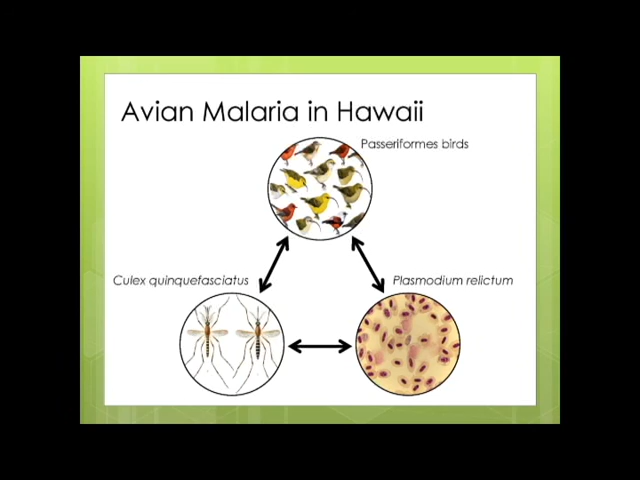 Avian Malaria in Hawaii
Passeriformes birds
Culex quinquefasciatus
Plasmodium relictum